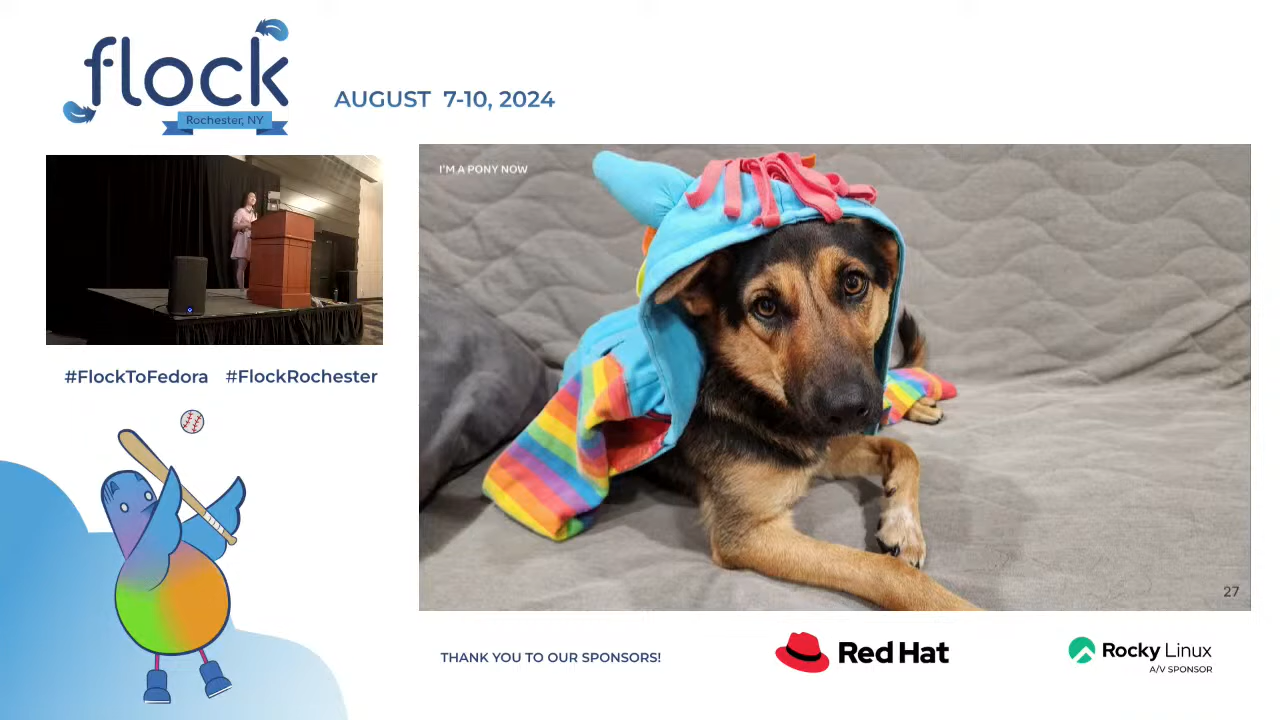 flock
Rochester, NY
AUGUST 7-10, 2024
I'M A PONY NOW
#FlockToFedora #FlockRochester
27
THANK YOU TO OUR SPONSORS!
Red Hat
Rocky Linux
A/V SPONSOR